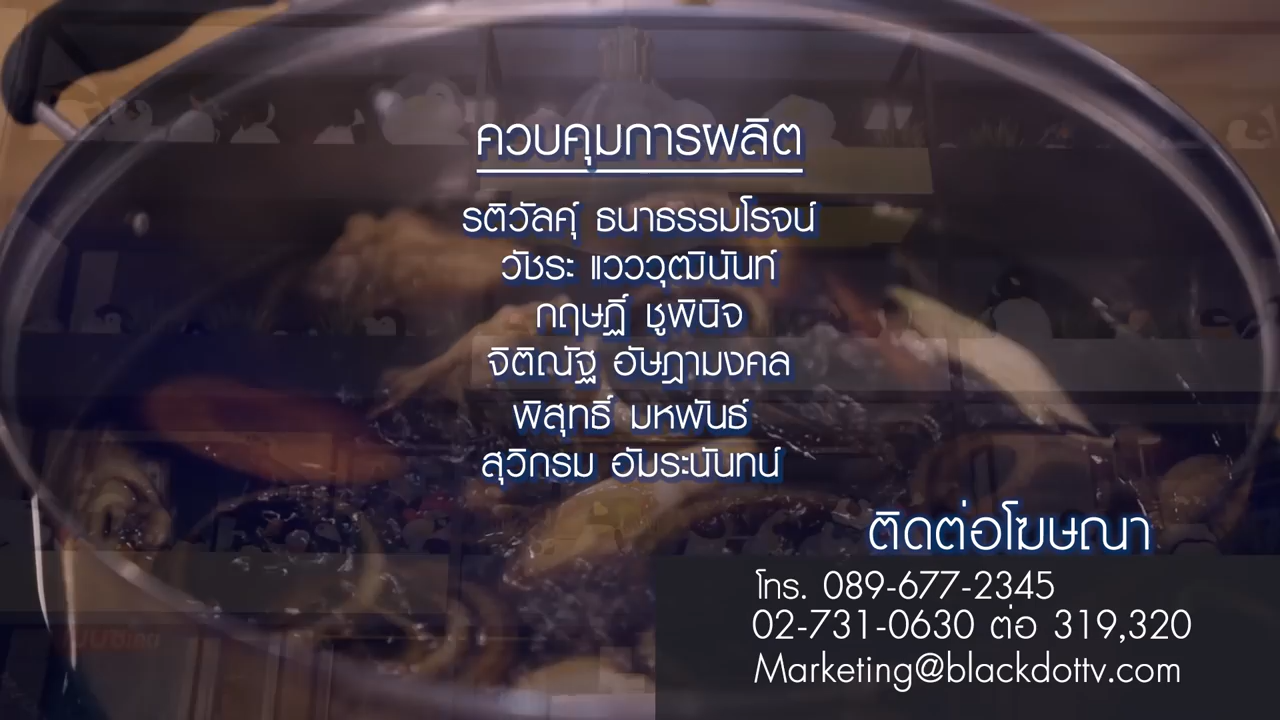 ควบคุมการผลิต
รติวัลคุ์ ธนาธรรมโรจน์
วัชระ แวววุฒินันท์
กฤษฏิ์ ชูพินิจ
จิติณัฐ อัษฎามงคล
พิสุทธิ์ มหพันธ์
สุวิกรม อัมระนันทน์
ติดต่อโฆษณา
โทร. 089-677-2345
02-731-0630 ต่อ 319,320
Marketing@blackdottv.com